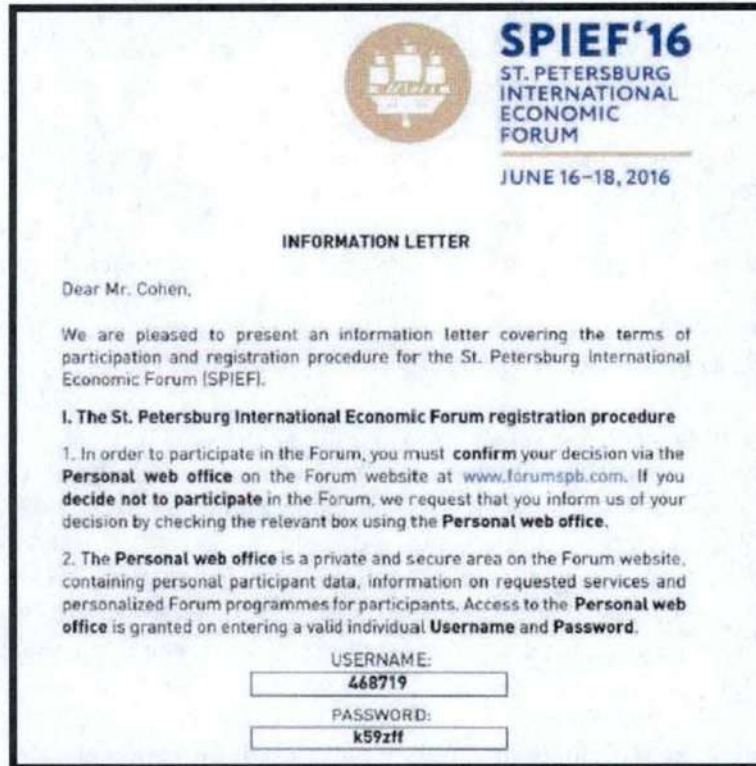 SPIEF‘16
ST. PETERSBURG
INTERNATIONAL
ECONOMIC
FORUM
JUNE 16–18, 2016
INFORMATION LETTER
Dear Mr. Cohen,
We are pleased to present an information letter covering the terms of
participation and registration procedure for the St. Petersburg International
Economic Forum (SPIEF).
I. The St. Petersburg International Economic Forum registration procedure
1. In order to participate in the Forum, you must confirm your decision via the
Personal web office on the Forum website at www.forumspb.com. If you
decide not to participate in the Forum, we request that you inform us of your
decision by checking the relevant box using the Personal web office.
2. The Personal web office is a private and secure area on the Forum website,
containing personal participant data, information on requested services and
personalized Forum programmes for participants. Access to the Personal web
office is granted on entering a valid individual Username and Password.
USERNAME:
468719
PASSWORD:
k59zff